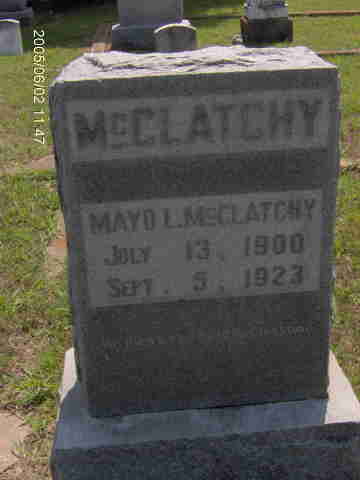 2005/06/02 11:47
McCLATCHY
MAYO L. McCLATCHY
JULY 13, 1900
SEPT. 5, 1923